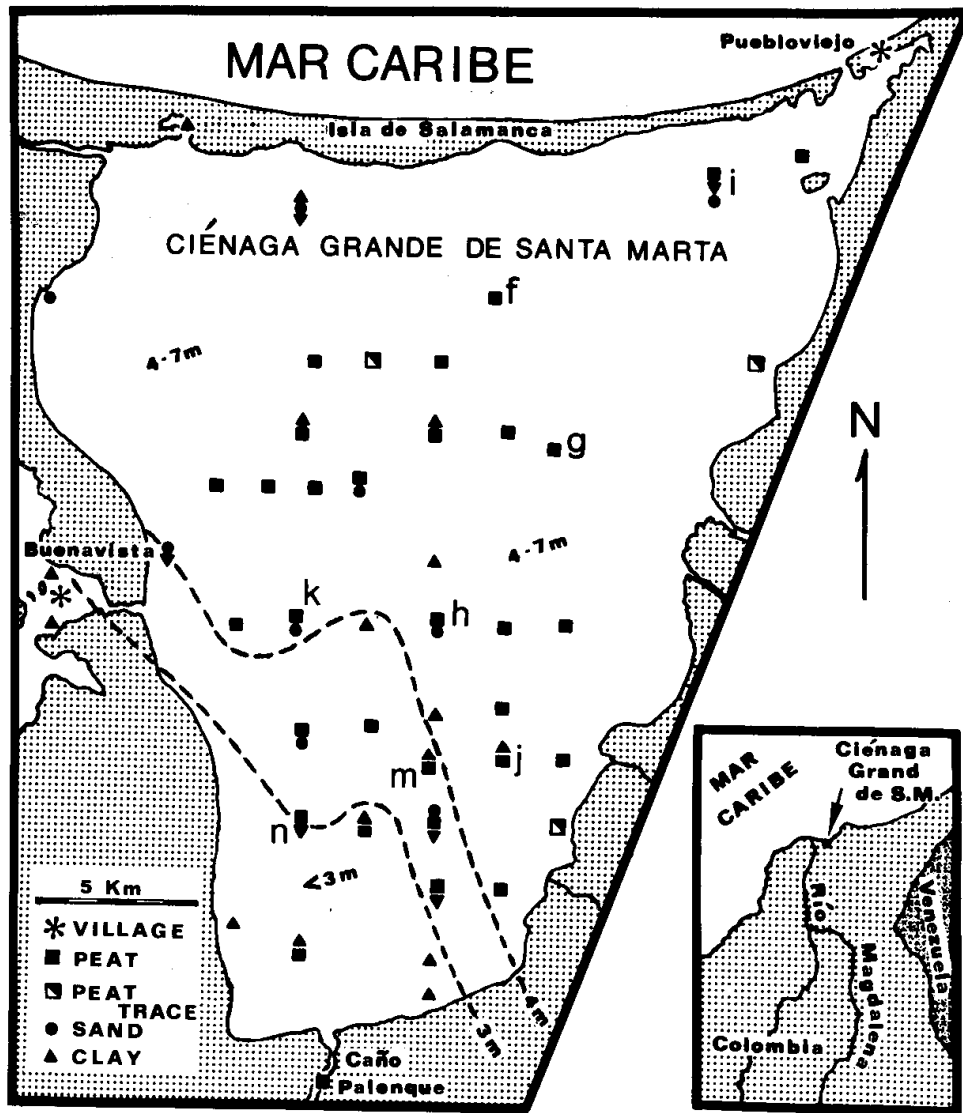 MAR CARIBE
Puebloviejo
Isla de Salamanca
i
CIÉNAGA GRANDE DE SANTA MARTA
f
4-7m
N
g
4-7m
Buenavista
k
h
m
j
n
<3m
5 Km
VILLAGE
PEAT
PEAT
TRACE
SAND
CLAY
3m
4m
Caño
Palenque
Ciénaga
Grand
de S.M.
MAR
CARIBE
Río
Magdalena
Venezuela
Colombia